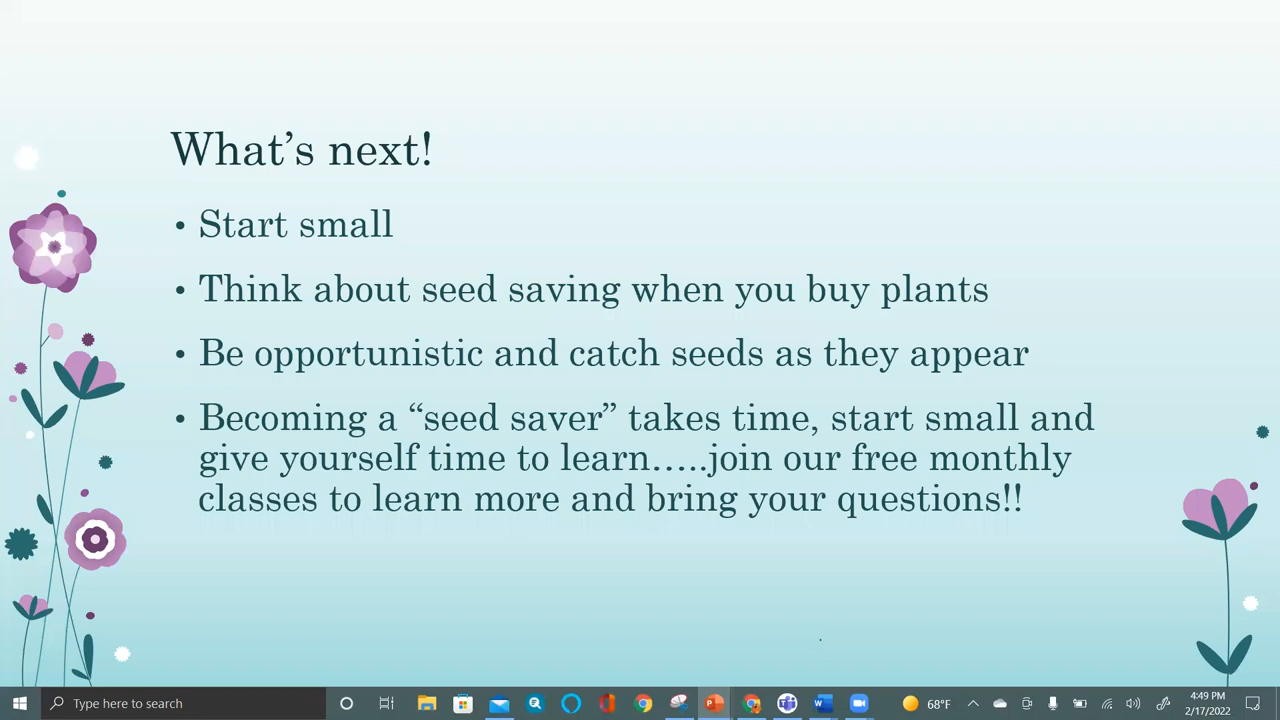 What’s next!
• Start small
• Think about seed saving when you buy plants
• Be opportunistic and catch seeds as they appear
• Becoming a “seed saver” takes time, start small and
give yourself time to learn…..join our free monthly
classes to learn more and bring your questions!!
Type here to search
68°F
4:49 PM
2/17/2022